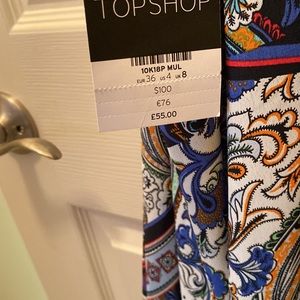 TOPSHOP
10K18P MUL
EUR 36 US 4 UK 8
$100
€76
£55.00